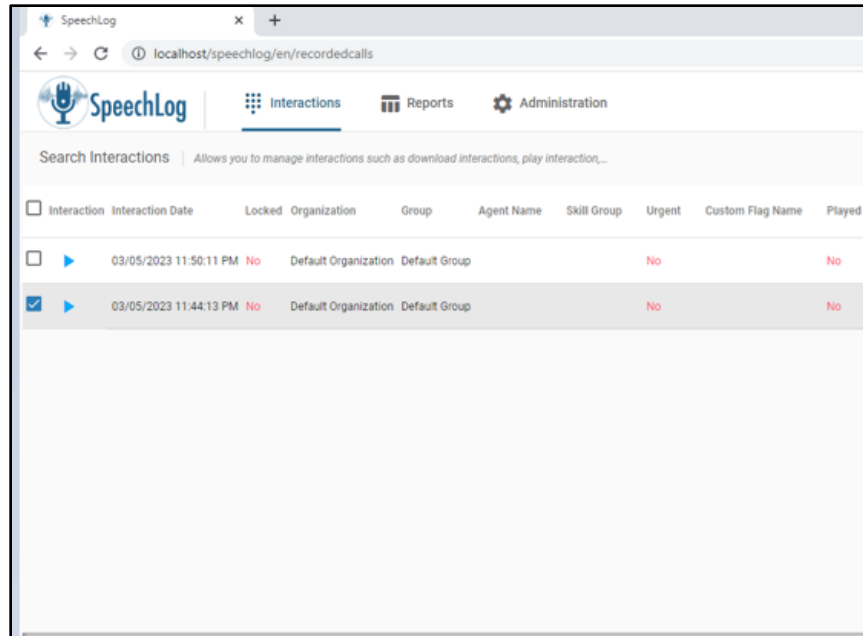 SpeechLog
localhost/speechlog/en/recordedcalls
SpeechLog Interactions Reports Administration
Search Interactions Allows you to manage interactions such as download interactions, play interaction,...
Interaction Interaction Date Locked Organization Group Agent Name Skill Group Urgent Custom Flag Name Played
03/05/2023 11:50:11 PM No Default Organization Default Group No No
03/05/2023 11:44:13 PM No Default Organization Default Group No No